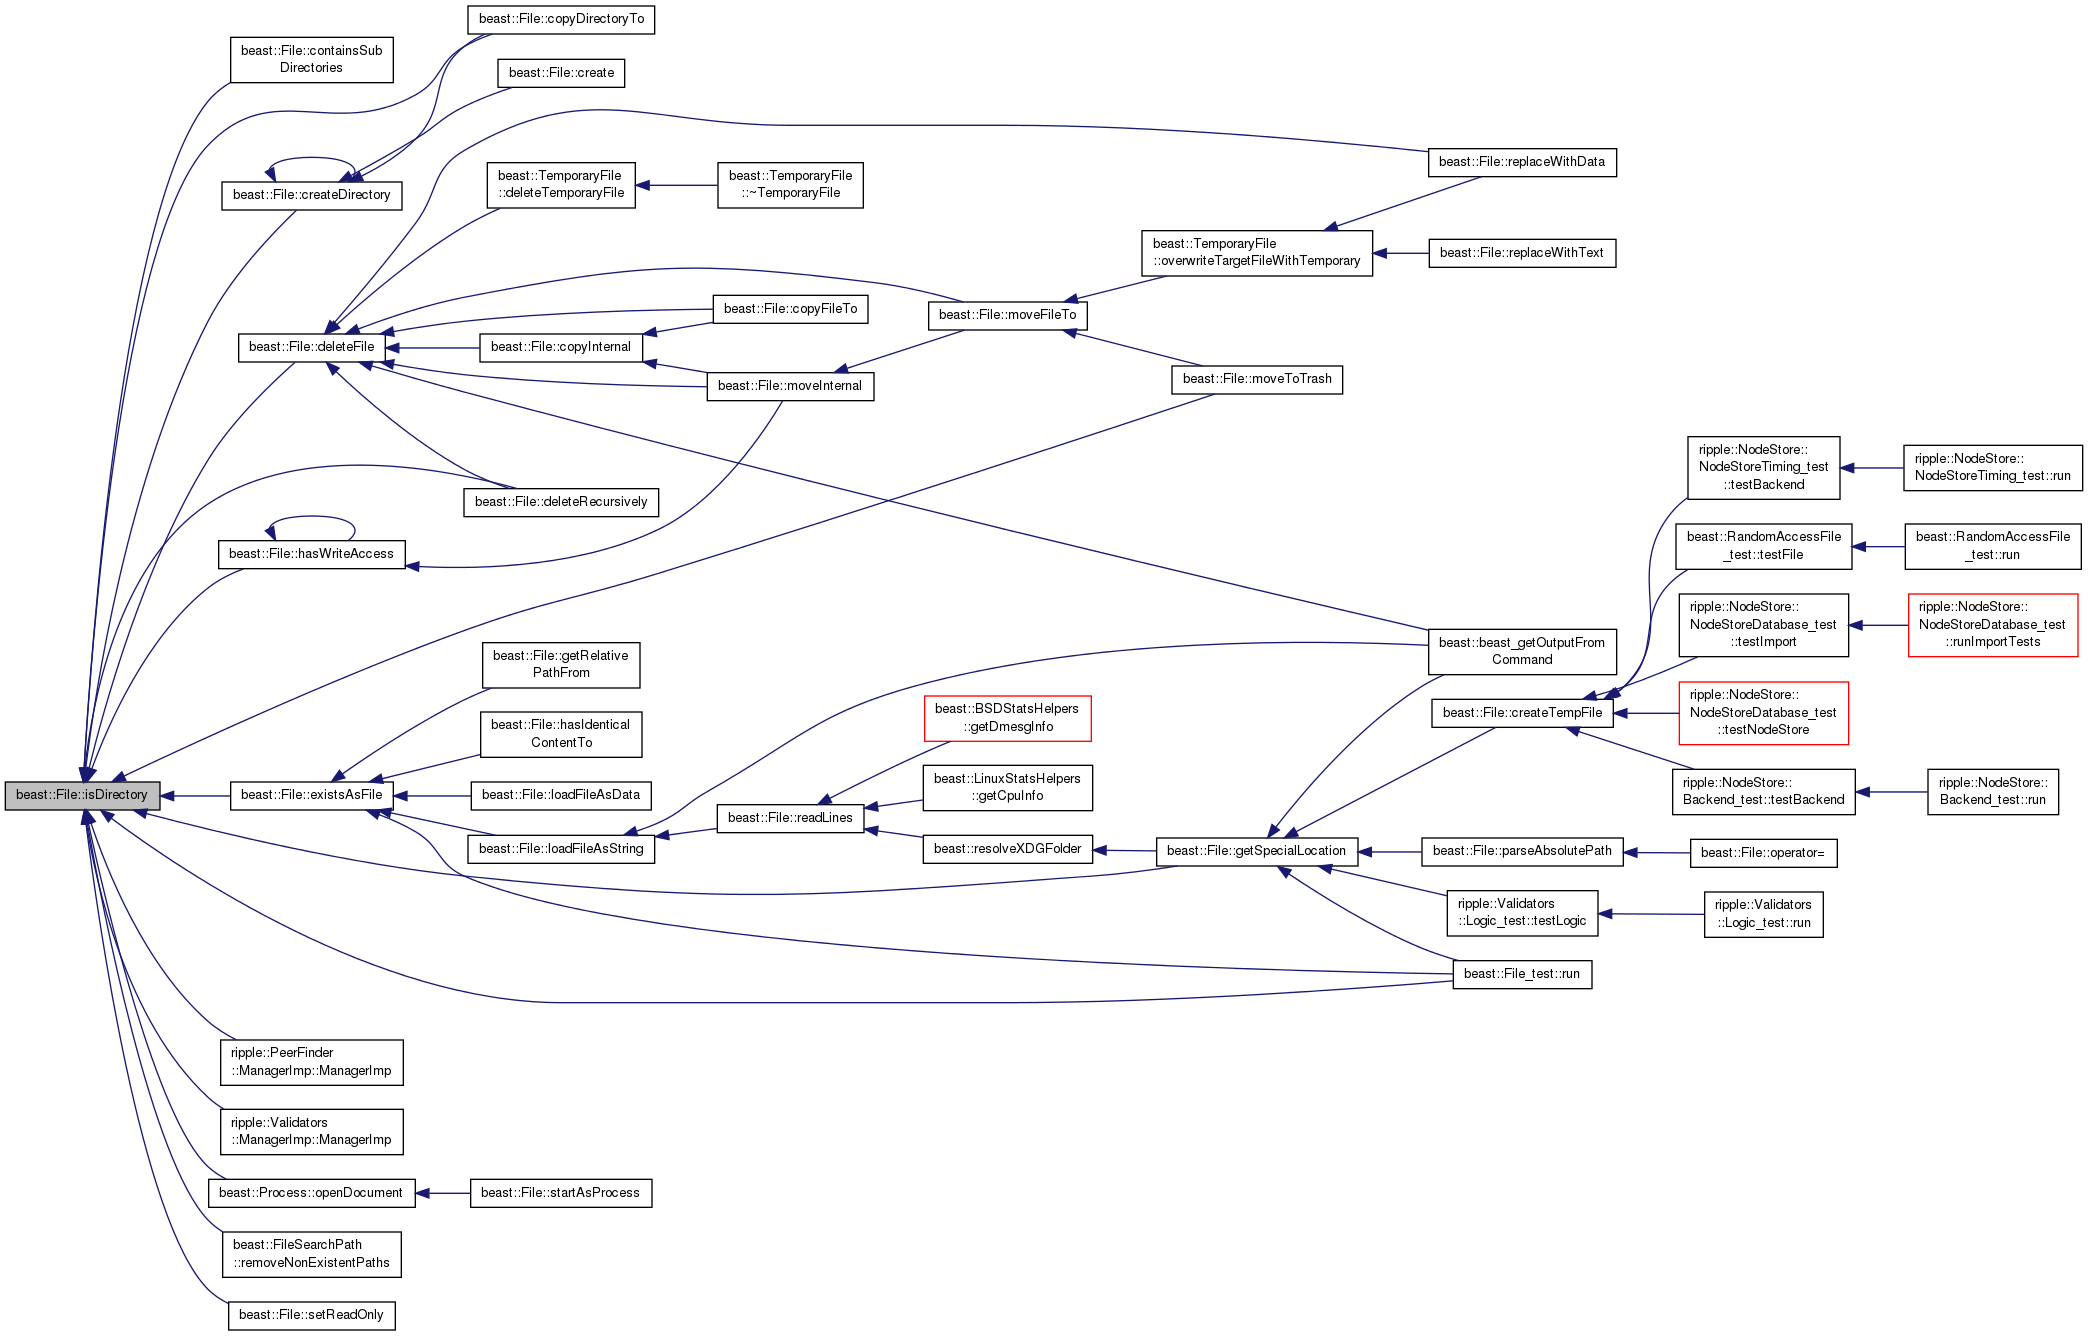 beast::File::copyDirectoryTo
beast::File::containsSub
Directories
beast::File::create
beast::File::createDirectory
beast::TemporaryFile
::deleteTemporaryFile
beast::TemporaryFile
::~TemporaryFile
beast::File::replaceWithData
beast::TemporaryFile
::overwriteTargetFileWithTemporary
beast::File::replaceWithText
beast::File::copyFileTo
beast::File::moveFileTo
beast::File::deleteFile
beast::File::copyInternal
beast::File::moveInternal
beast::File::moveToTrash
beast::File::deleteRecursively
beast::File::hasWriteAccess
ripple::NodeStore::
NodeStoreTiming_test
::testBackend
ripple::NodeStore::
NodeStoreTiming_test::run
beast::RandomAccessFile
_test::testFile
beast::RandomAccessFile
_test::run
ripple::NodeStore::
NodeStoreDatabase_test
::testImport
ripple::NodeStore::
NodeStoreDatabase_test
::runImportTests
beast::File::getRelative
PathFrom
beast::beast_getOutputFrom
Command
beast::File::hasIdentical
ContentTo
beast::BSDStatsHelpers
::getDmesgInfo
beast::File::createTempFile
ripple::NodeStore::
NodeStoreDatabase_test
::testNodeStore
beast::File::isDirectory
beast::File::existsAsFile
beast::File::loadFileAsData
beast::LinuxStatsHelpers
::getCpuInfo
ripple::NodeStore::
Backend_test::testBackend
ripple::NodeStore::
Backend_test::run
beast::File::readLines
beast::File::loadFileAsString
beast::resolveXDGFolder
beast::File::getSpecialLocation
beast::File::parseAbsolutePath
beast::File::operator=
ripple::Validators
::Logic_test::testLogic
ripple::Validators
::Logic_test::run
beast::File_test::run
ripple::PeerFinder
::ManagerImp::ManagerImp
ripple::Validators
::ManagerImp::ManagerImp
beast::Process::openDocument
beast::File::startAsProcess
beast::FileSearchPath
::removeNonExistentPaths
beast::File::setReadOnly